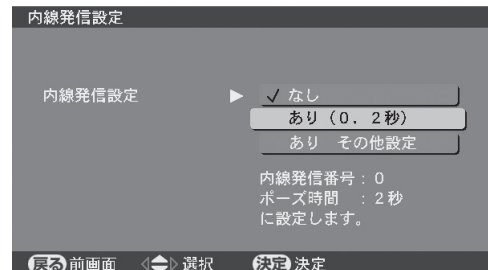 内線発信設定
内線発信設定 ▶ ✓ なし
あり（0．2秒）
あり その他設定
内線発信番号：0
ポーズ時間 ：2秒
に設定します。
戻る 前画面 選択 決定 決定